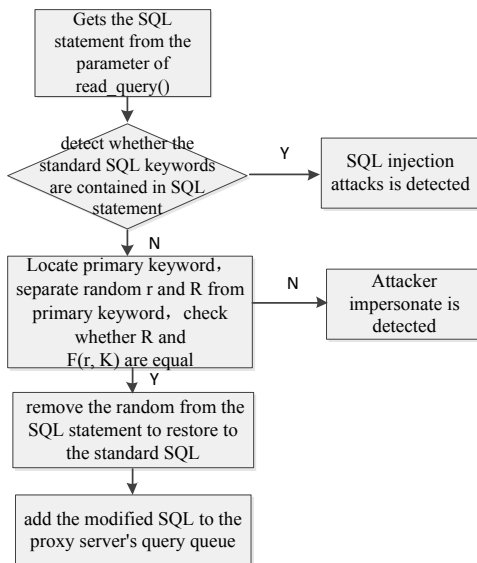 Gets the SQL
statement from the
parameter of
read_query()
detect whether the
standard SQL keywords
are contained in SQL
statement
Y
SQL injection
attacks is detected
N
Locate primary keyword，
separate random r and R from
primary keyword，check
whether R and
F(r, K) are equal
N
Attacker
impersonate is
detected
Y
remove the random from the
SQL statement to restore to
the standard SQL
add the modified SQL to the
proxy server's query queue